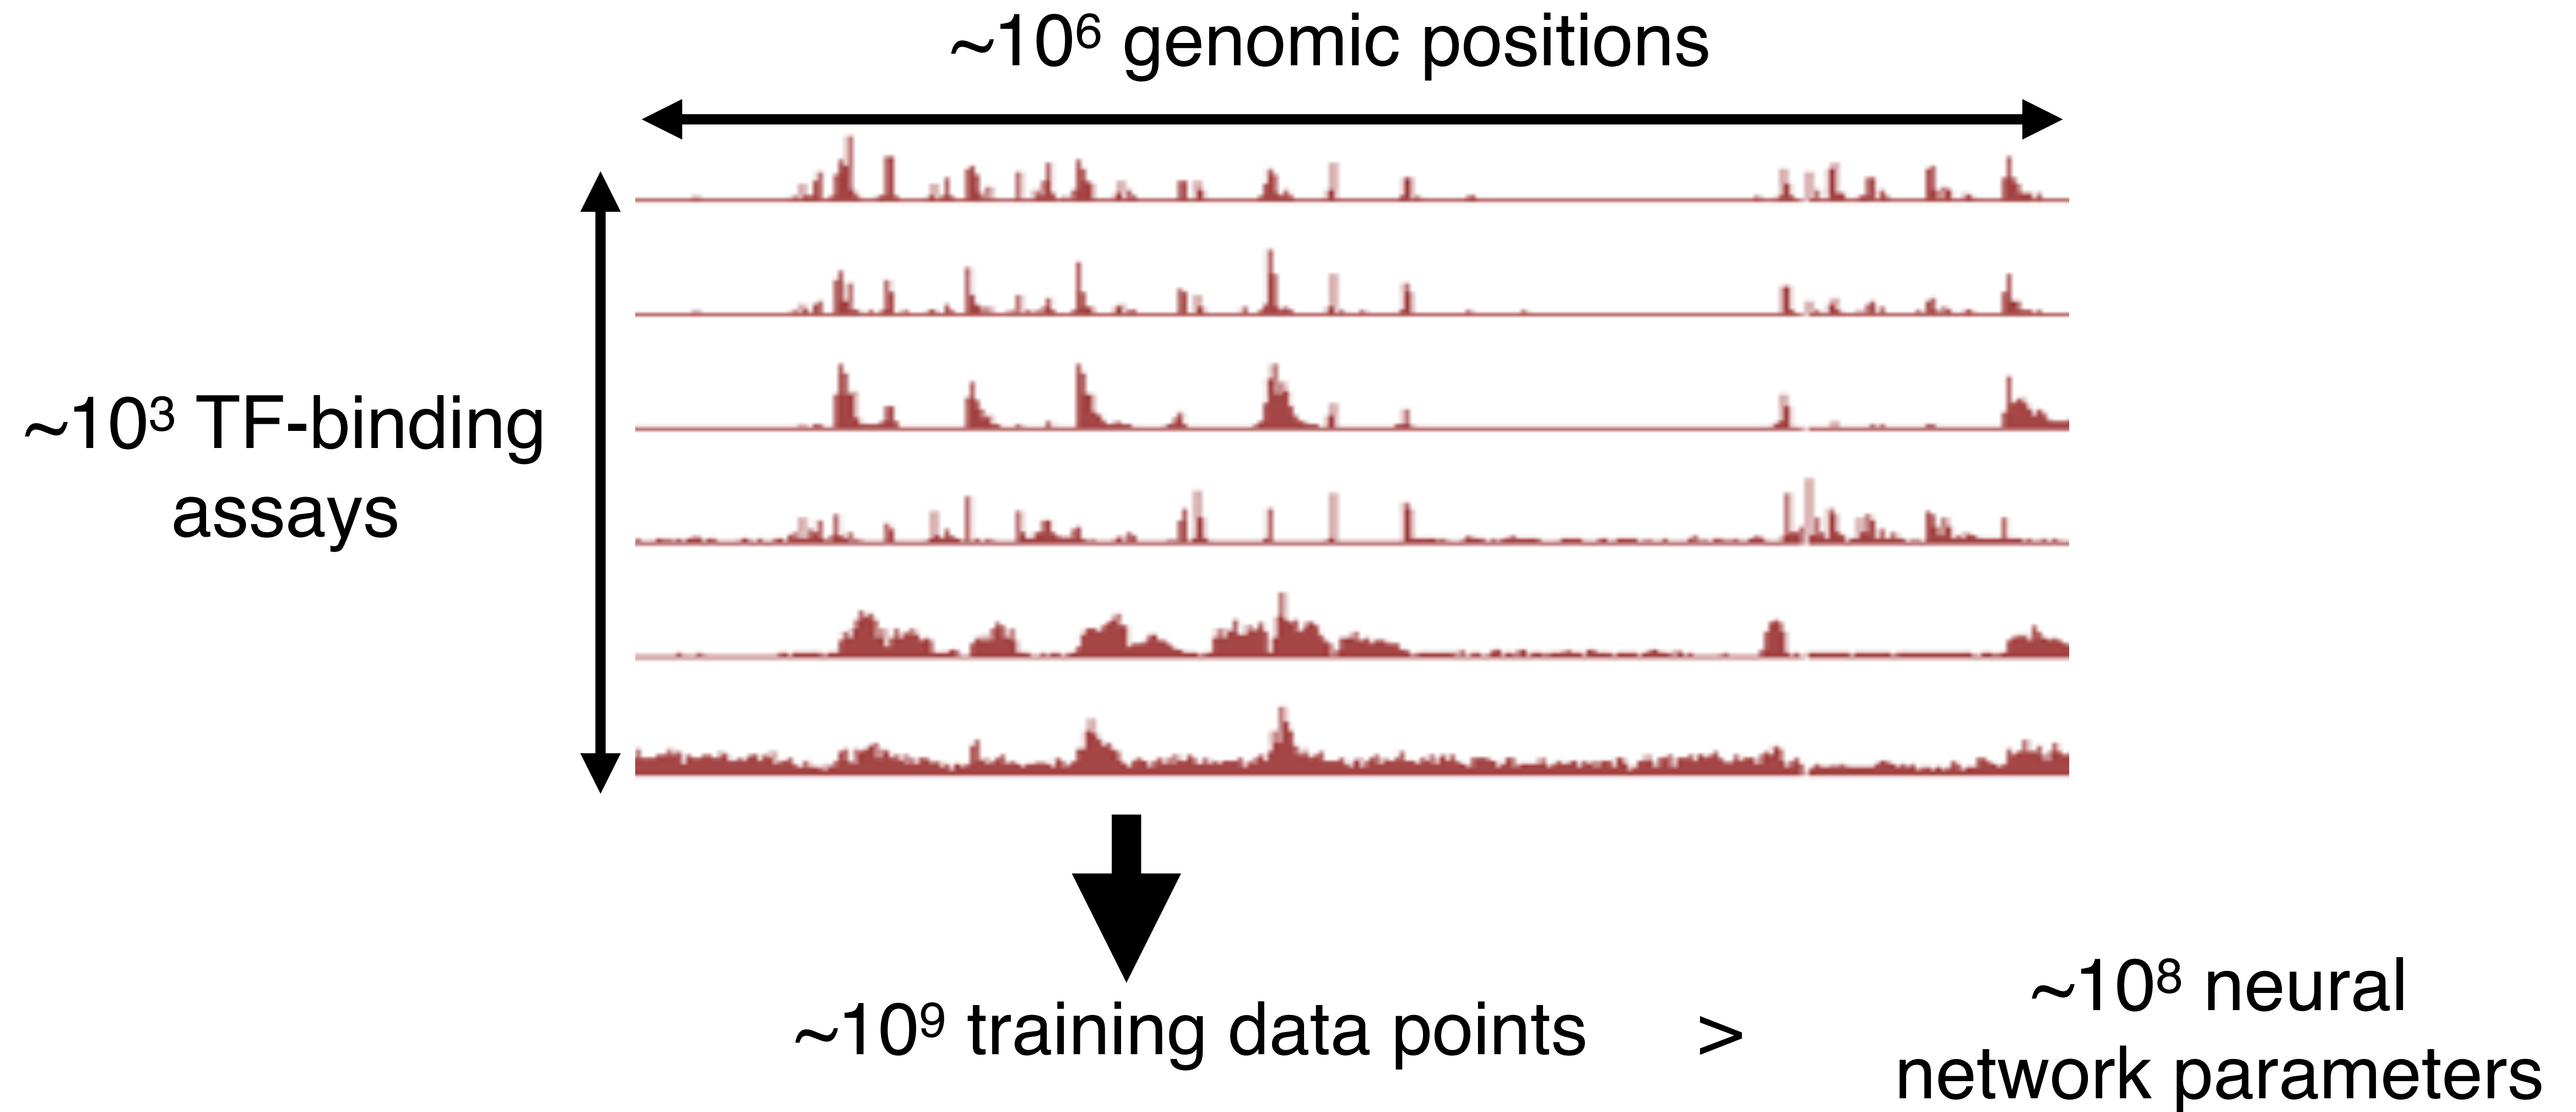 ~10⁶ genomic positions
~10³ TF-binding
assays
~10⁹ training data points > ~10⁸ neural
network parameters